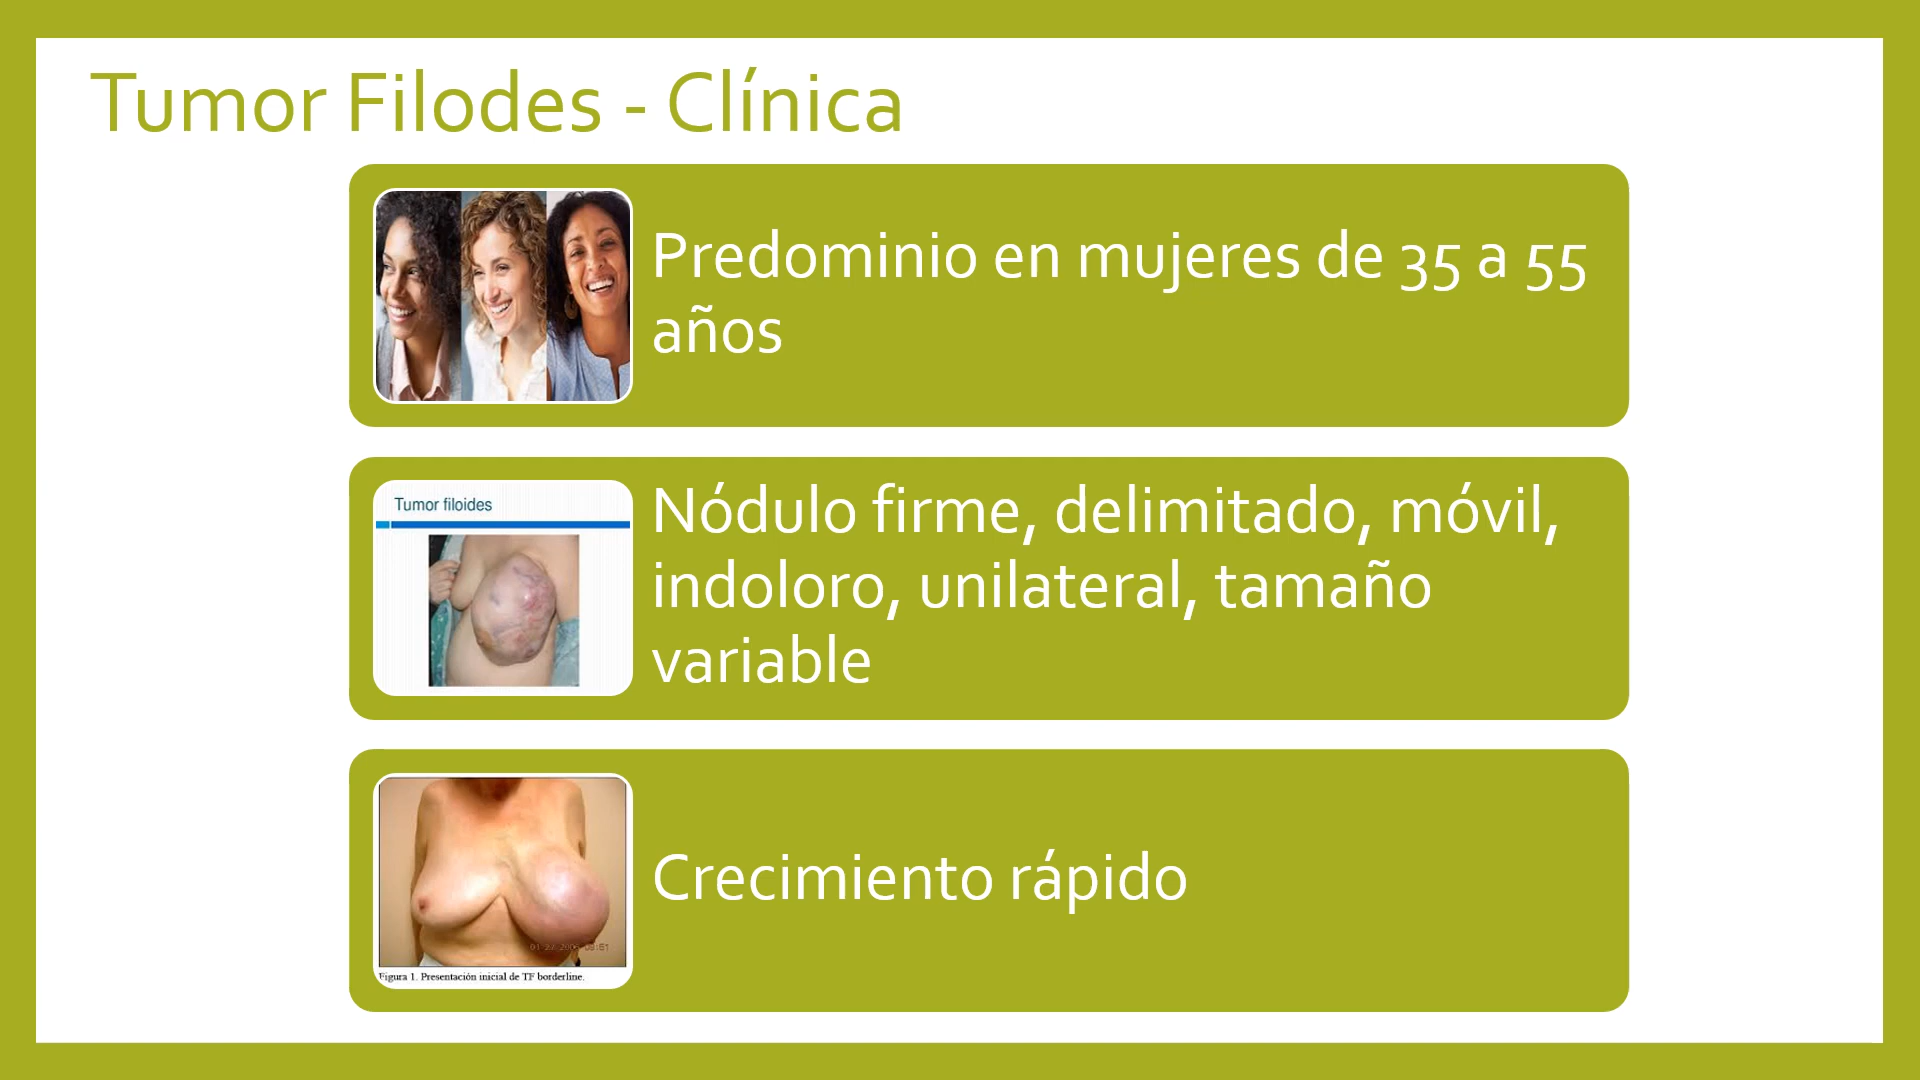 Tumor Filodes - Clínica
Predominio en mujeres de 35 a 55
años
Tumor filoides
Nódulo firme, delimitado, móvil,
indoloro, unilateral, tamaño
variable
Crecimiento rápido
Figura 1. Presentación inicial de TF borderline.